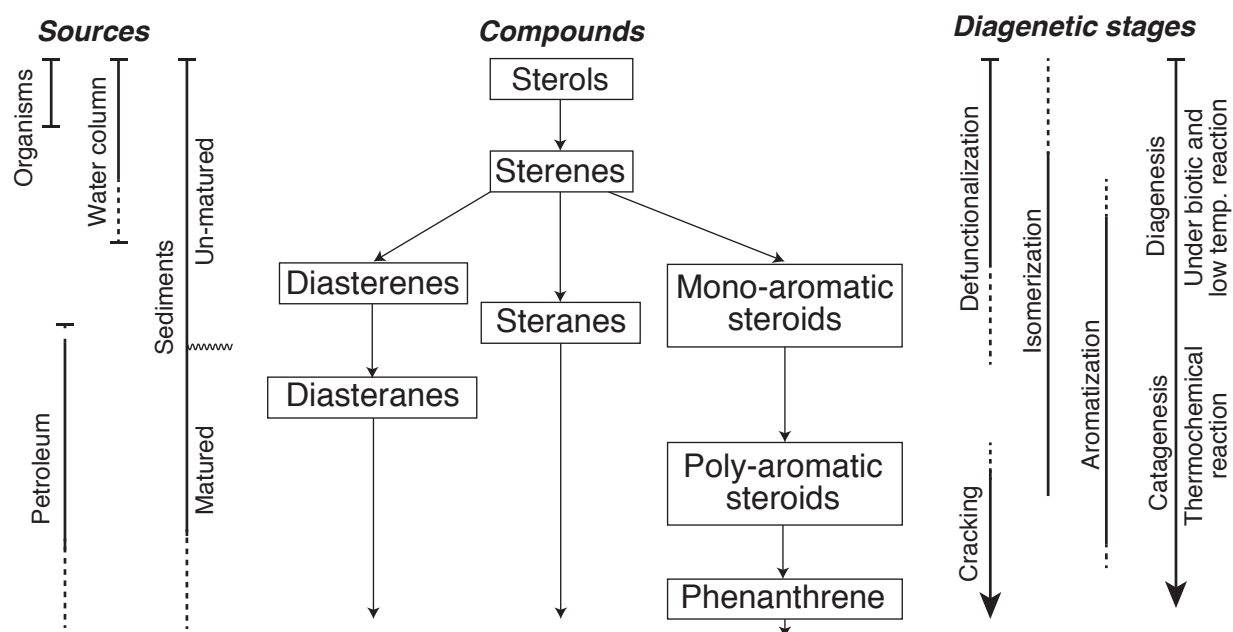 Sources
Compounds
Diagenetic stages
Organisms
Water column
Sediments
Un-matured
Matured
Petroleum
Sterols
Sterenes
Diasterenes
Steranes
Mono-aromatic
steroids
Diasteranes
Poly-aromatic
steroids
Phenanthrene
Defunctionalization
Cracking
Isomerization
Aromatization
Diagenesis
Under biotic and
low temp. reaction
Catagenesis
Thermochemical
reaction